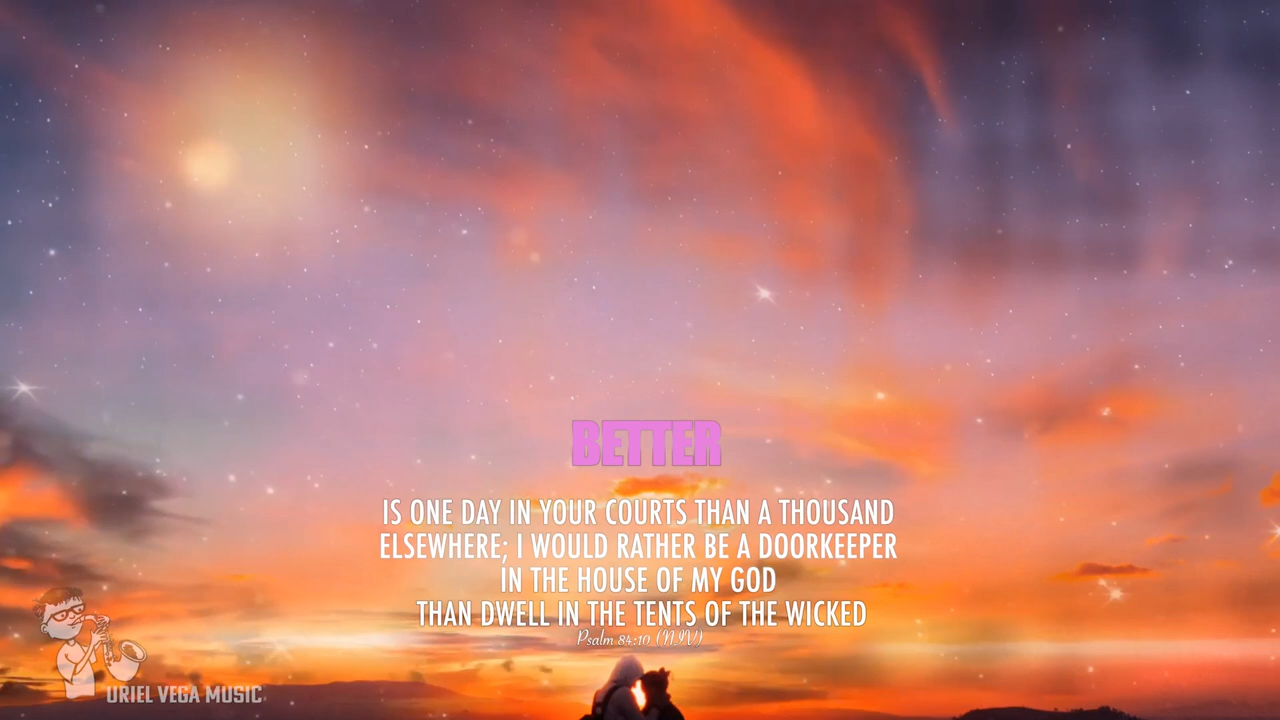 BETTER
IS ONE DAY IN YOUR COURTS THAN A THOUSAND
ELSEWHERE; I WOULD RATHER BE A DOORKEEPER
IN THE HOUSE OF MY GOD
THAN DWELL IN THE TENTS OF THE WICKED
Psalm 84:10 (NIV)
URIEL VEGA MUSIC